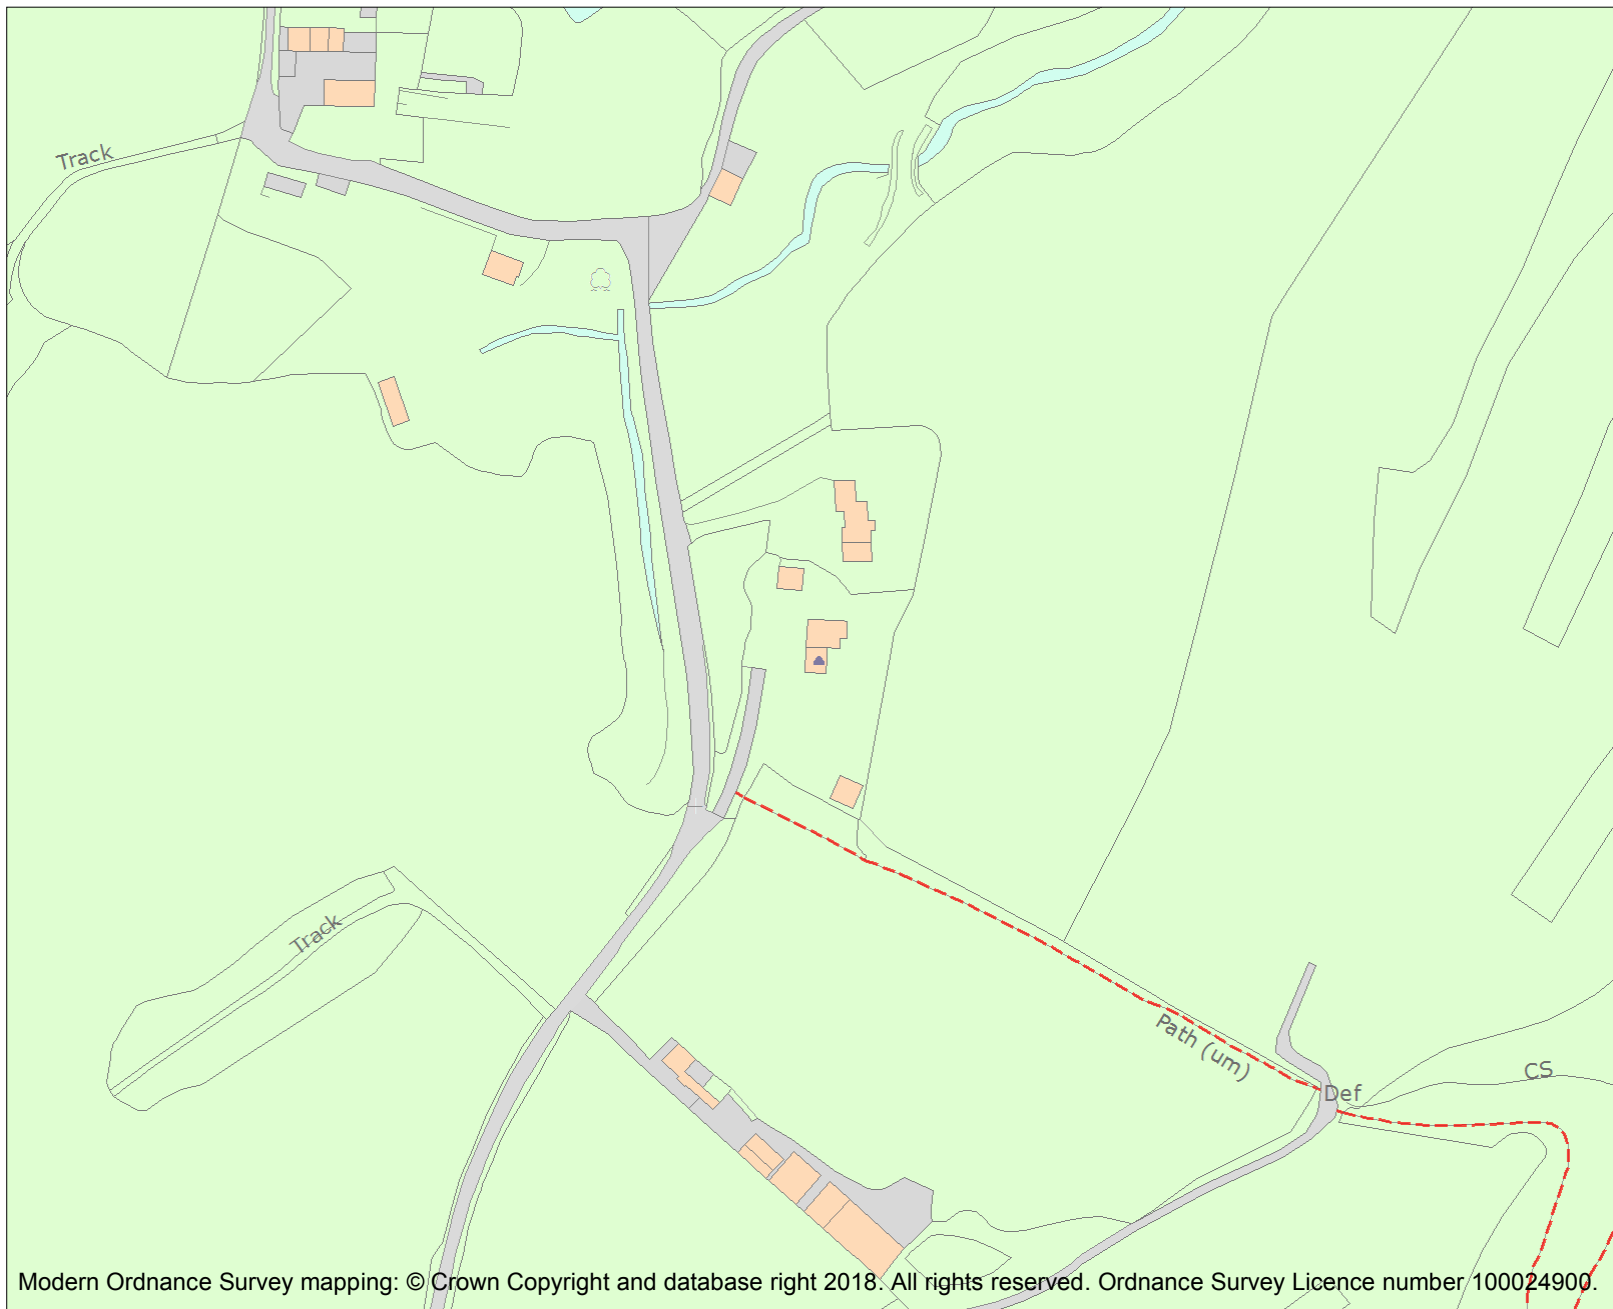 Track
Track
Path (um)
Def
CS
Modern Ordnance Survey mapping: © Crown Copyright and database right 2018. All rights reserved. Ordnance Survey Licence number 100024900.